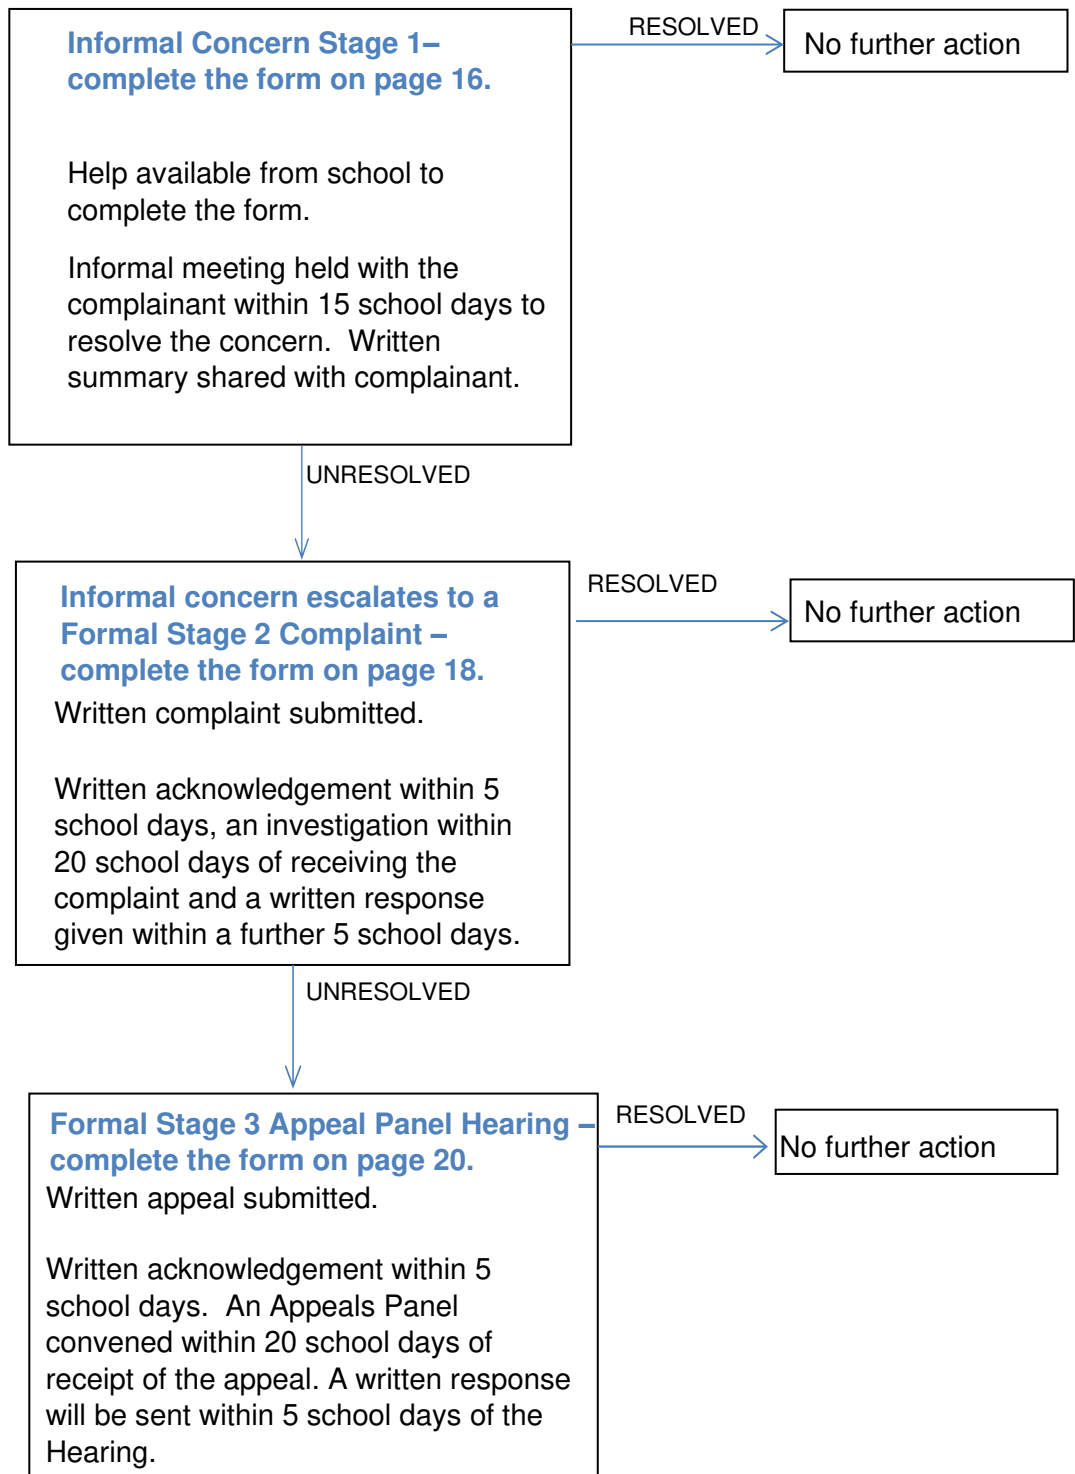 Informal Concern Stage 1–
complete the form on page 16.
RESOLVED
No further action
Help available from school to
complete the form.
Informal meeting held with the
complainant within 15 school days to
resolve the concern.  Written
summary shared with complainant.
UNRESOLVED
Informal concern escalates to a
Formal Stage 2 Complaint –
complete the form on page 18.
RESOLVED
No further action
Written complaint submitted.
Written acknowledgement within 5
school days, an investigation within
20 school days of receiving the
complaint and a written response
given within a further 5 school days.
UNRESOLVED
Formal Stage 3 Appeal Panel Hearing –
complete the form on page 20.
RESOLVED
No further action
Written appeal submitted.
Written acknowledgement within 5
school days.  An Appeals Panel
convened within 20 school days of
receipt of the appeal. A written response
will be sent within 5 school days of the
Hearing.